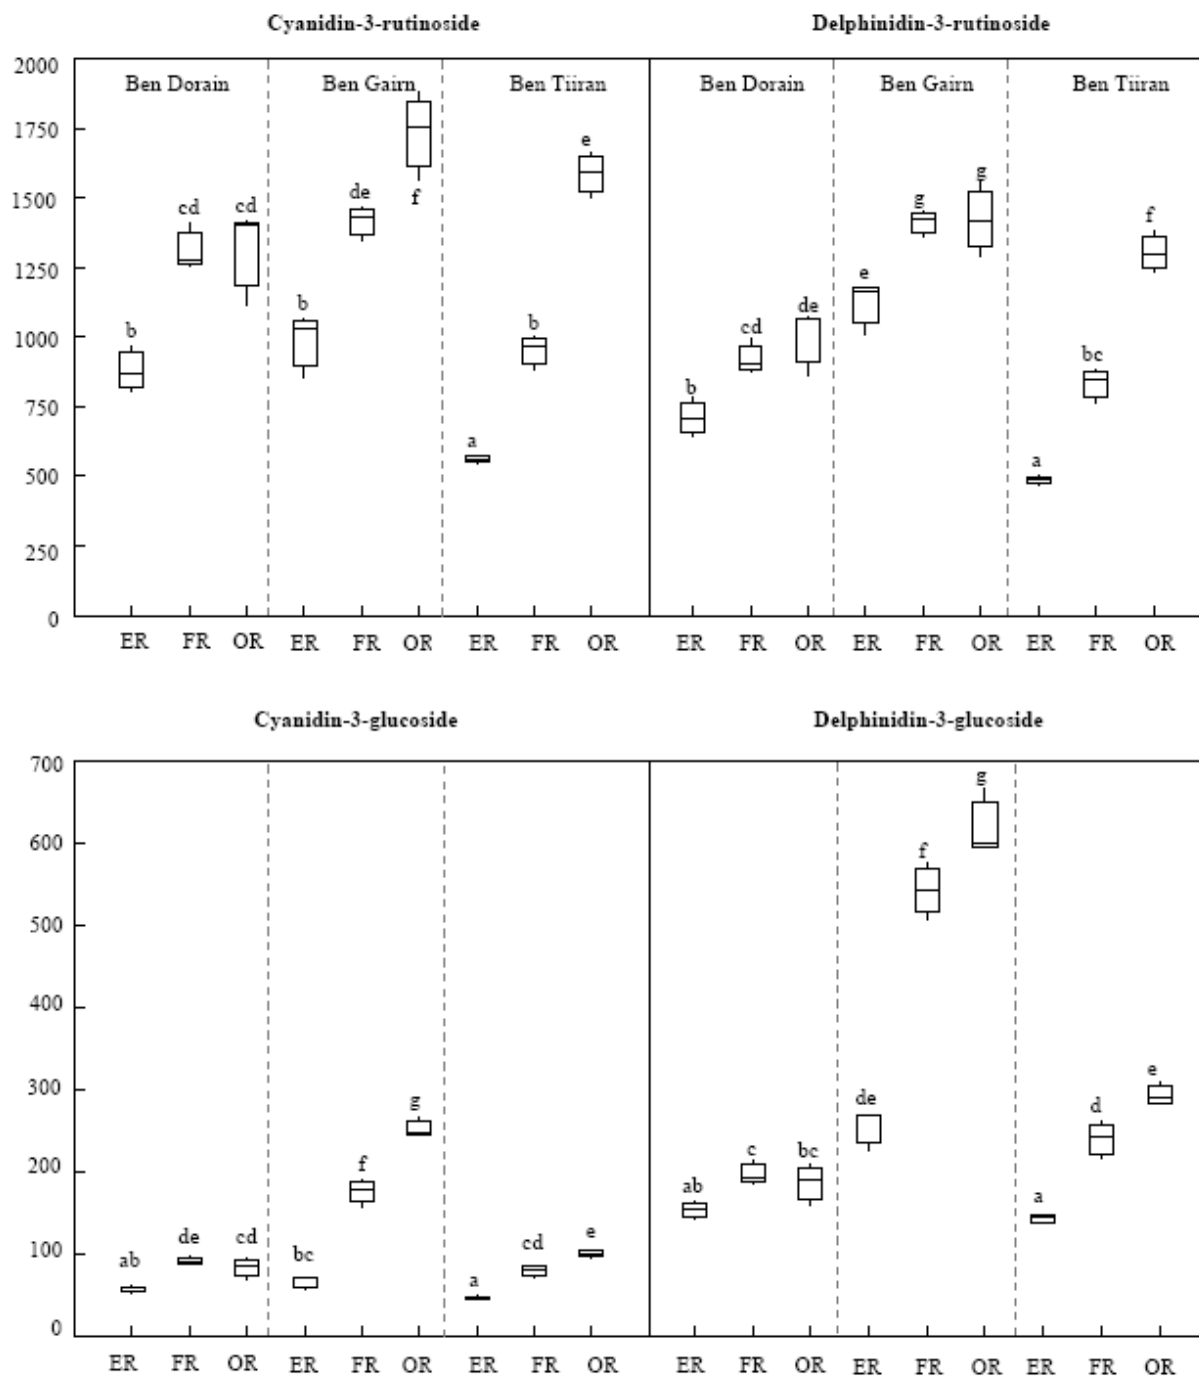 Cyanidin-3-rutinoside Delphinidin-3-rutinoside
2000
Ben Dorain Ben Gairn Ben Tiiran Ben Dorain Ben Gairn Ben Tiiran
1750
e
g
cd cd de f g f
1500
1250
b b b e
cd de
1000
b bc
750
a a
500
250
0
ER FR OR ER FR OR ER FR OR ER FR OR ER FR OR ER FR OR
Cyanidin-3-glucoside Delphinidin-3-glucoside
700
g
600
f
500
400
300
g de d e
f ab c bc
200
a
100
ab de cd bc a cd e
0
ER FR OR ER FR OR ER FR OR ER FR OR ER FR OR ER FR OR